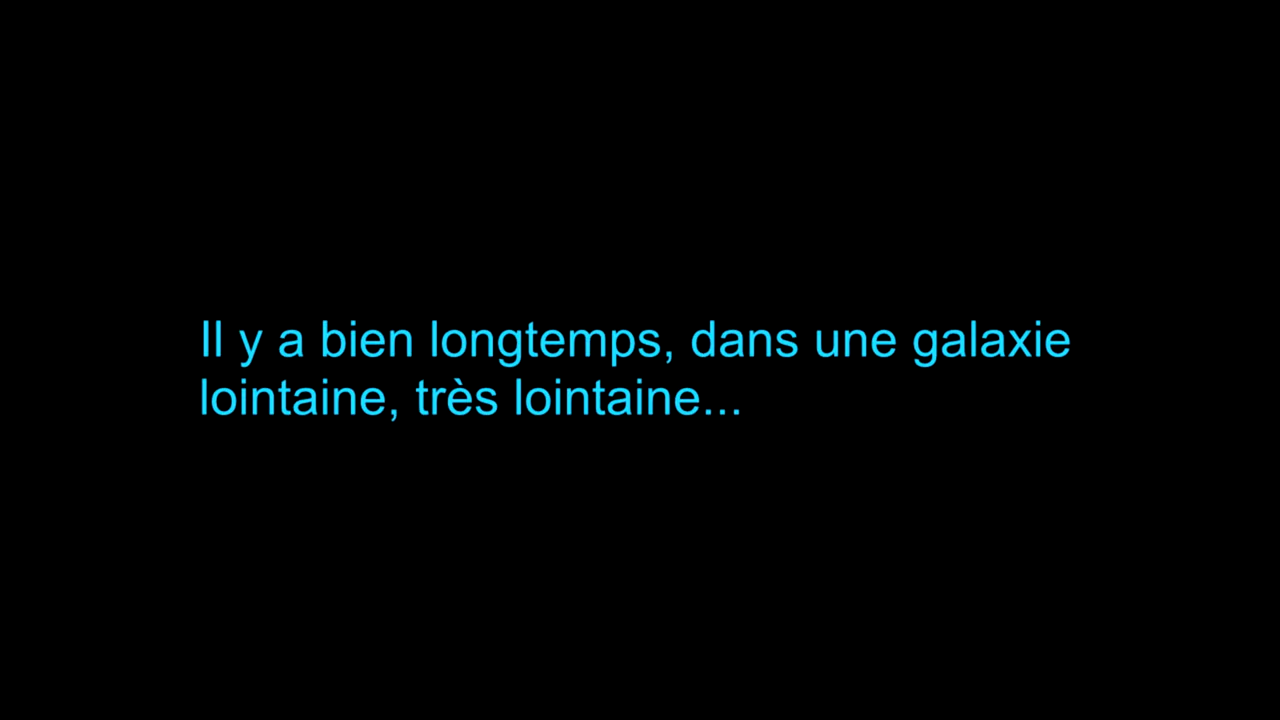 Il y a bien longtemps, dans une galaxie
lointaine, très lointaine...